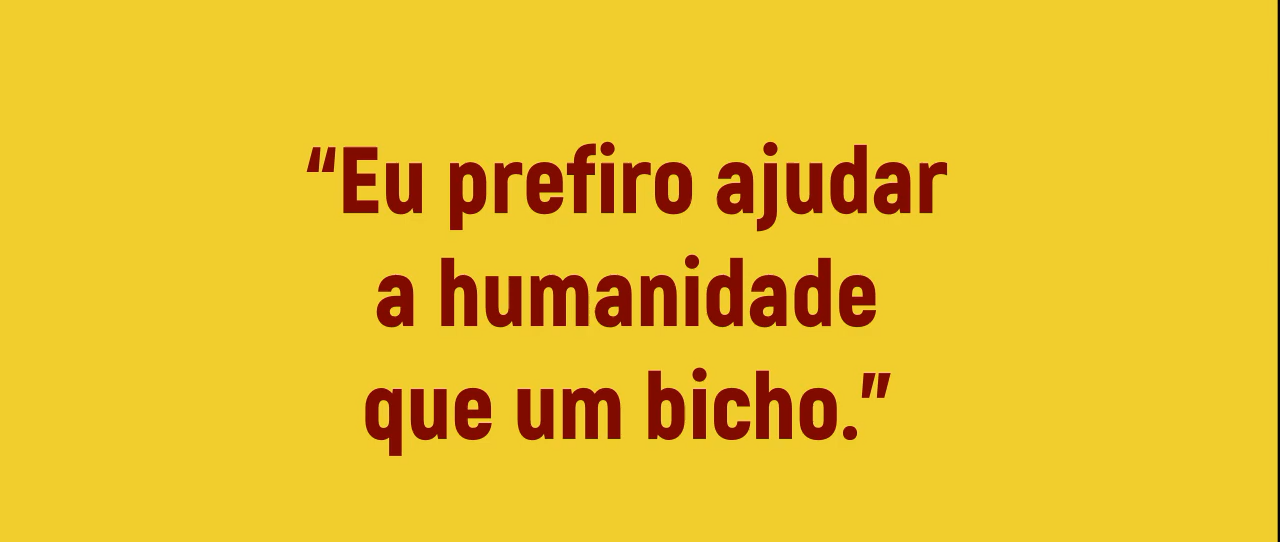 “Eu prefiro ajudar
a humanidade
que um bicho.”